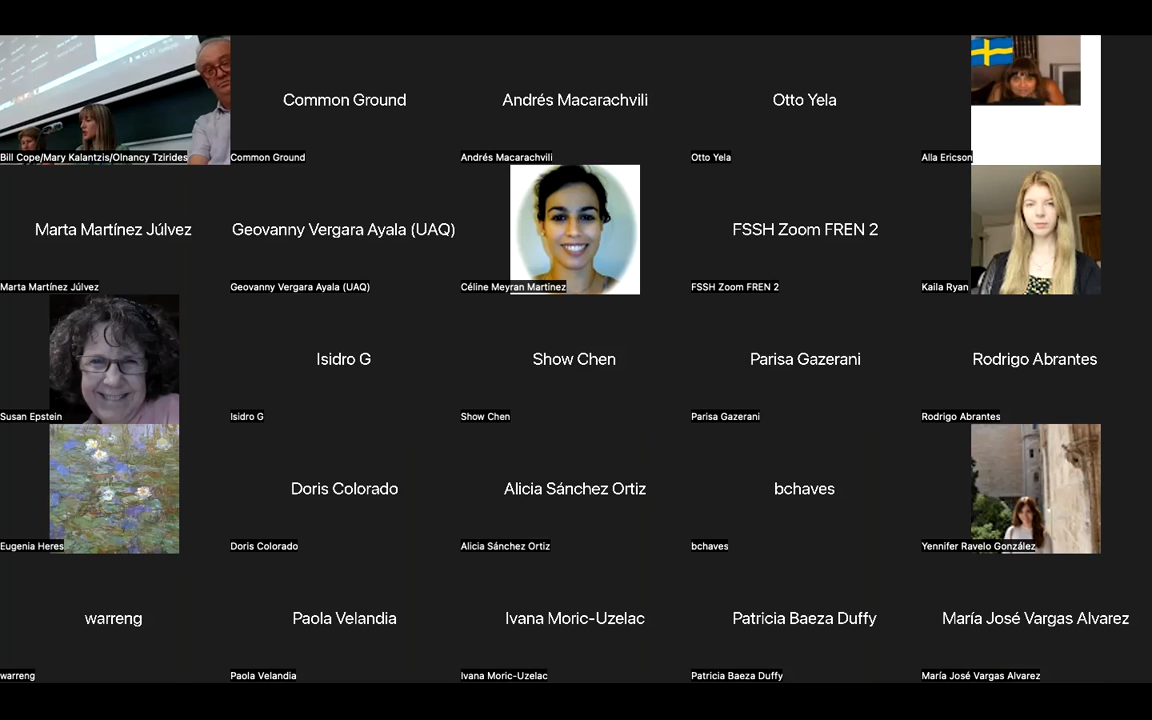 Bill Cope/Mary Kalantzis/Olnancy Tzirides
Common Ground
Common Ground
Andrés Macarachvili
Andrés Macarachvili
Otto Yela
Otto Yela
Alla Ericson
Marta Martínez Júlvez
Marta Martínez Júlvez
Geovanny Vergara Ayala (UAQ)
Geovanny Vergara Ayala (UAQ)
Céline Meyran Martinez
FSSH Zoom FREN 2
FSSH Zoom FREN 2
Kaila Ryan
Susan Epstein
Isidro G
Isidro G
Show Chen
Show Chen
Parisa Gazerani
Parisa Gazerani
Rodrigo Abrantes
Rodrigo Abrantes
Eugenia Heres
Doris Colorado
Doris Colorado
Alicia Sánchez Ortiz
Alicia Sánchez Ortiz
bchaves
bchaves
Yennifer Ravelo González
warreng
warreng
Paola Velandia
Paola Velandia
Ivana Moric-Uzelac
Ivana Moric-Uzelac
Patricia Baeza Duffy
Patricia Baeza Duffy
María José Vargas Alvarez
María José Vargas Alvarez